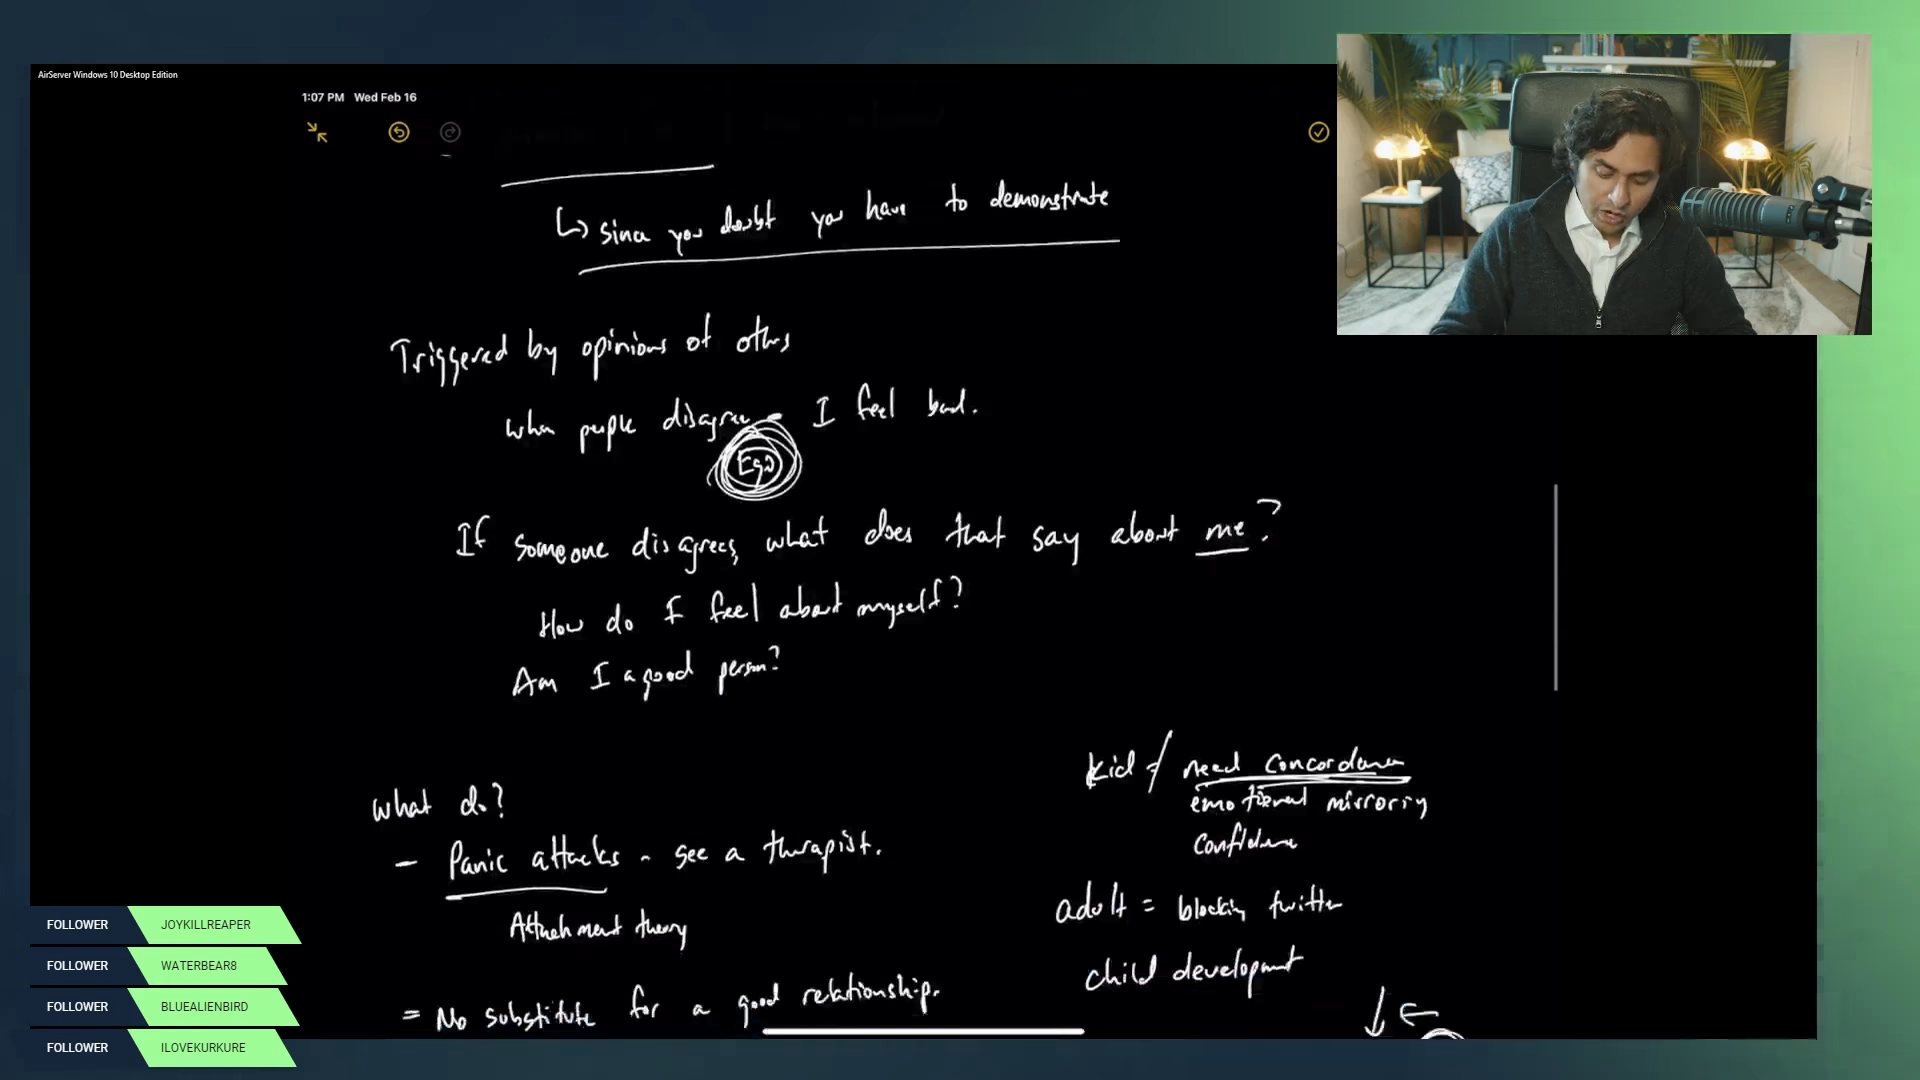 AirServer Windows 10 Desktop Edition
1:07 PM Wed Feb 16
↳ since you doubt you have to demonstrate
Triggered by opinions of others
when people disagree - I feel bad.
Ego
If someone disagrees, what does that say about me?
How do I feel about myself?
Am I a good person?
What do?
- Panic attacks - see a therapist.
Attachment theory
= No substitute for a good relationship.
kid = need concordance
emotional mirroring
confidence
adult = blocking twitter
child development
↓ ←
FOLLOWER JOYKILLREAPER
FOLLOWER WATERBEAR8
FOLLOWER BLUEALIENBIRD
FOLLOWER ILOVEKURKURE